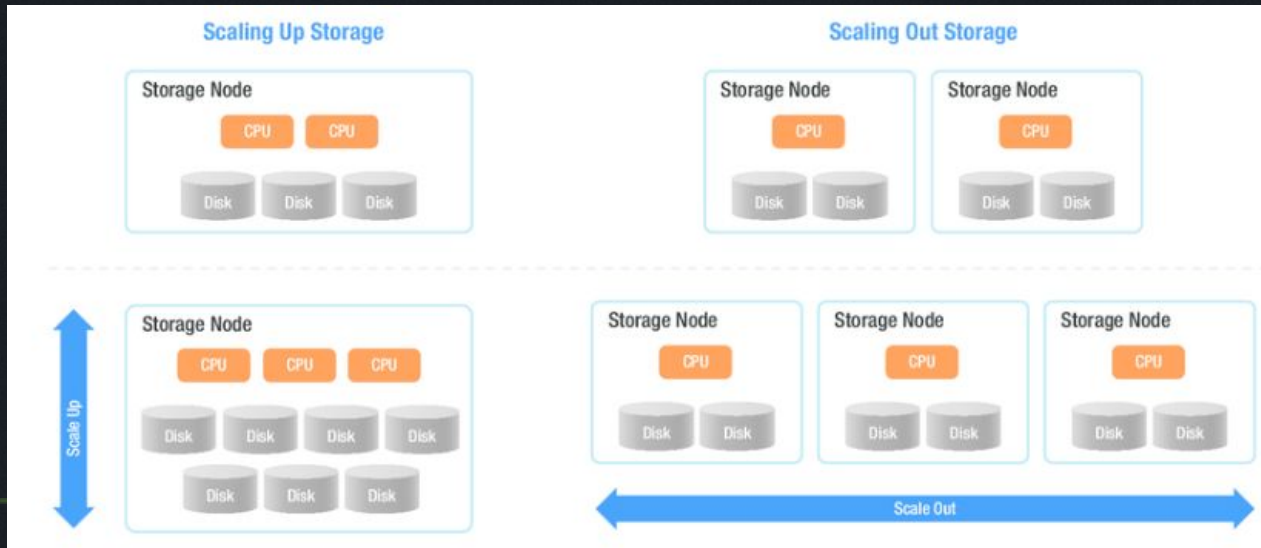 Scaling Up Storage
Storage Node
CPU CPU
Disk Disk Disk
Scaling Out Storage
Storage Node Storage Node
CPU CPU
Disk Disk Disk Disk
Scale Up
Storage Node
CPU CPU CPU
Disk Disk Disk Disk
Disk Disk Disk
Storage Node Storage Node Storage Node
CPU CPU CPU
Disk Disk Disk Disk Disk Disk
Scale Out